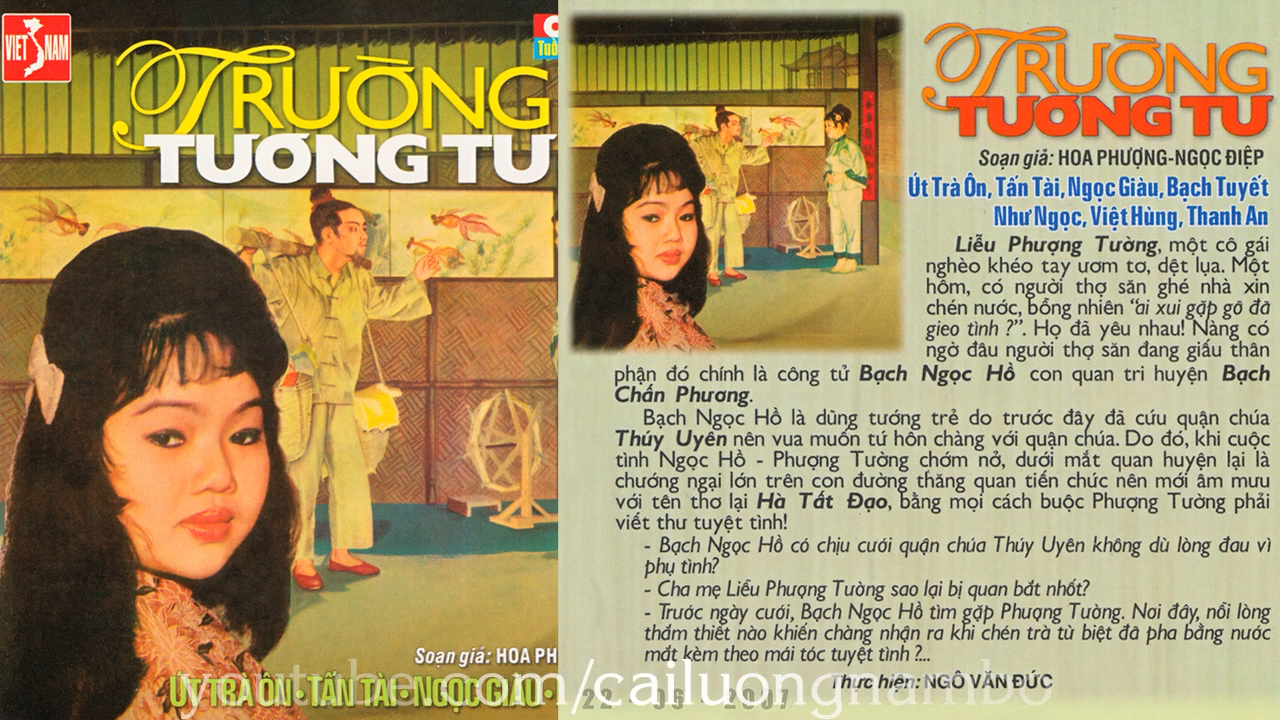 VIET NAM
TRƯỜNG
TƯƠNG TƯ
Tuồ
Soạn giả: HOA PH
ÚT TRÀ ÔN • TẤN TÀI • NGỌC GIÀU •
TRƯỜNG
TƯƠNG TƯ
Soạn giả: HOA PHƯỢNG-NGỌC ĐIỆP
Út Trà Ôn, Tấn Tài, Ngọc Giàu, Bạch Tuyết
Như Ngọc, Việt Hùng, Thanh An
Liễu Phượng Tường, một cô gái
nghèo khéo tay ươm tơ, dệt lụa. Một
hôm, có người thợ săn ghé nhà xin
chén nước, bỗng nhiên “ai xui gặp gỡ đã
gieo tình ?”. Họ đã yêu nhau! Nàng có
ngờ đâu người thợ săn đang giấu thân
phận đó chính là công tử Bạch Ngọc Hồ con quan tri huyện Bạch
Chấn Phương.
Bạch Ngọc Hồ là dũng tướng trẻ do trước đây đã cứu quận chúa
Thúy Uyên nên vua muốn tứ hôn chàng với quận chúa. Do đó, khi cuộc
tình Ngọc Hồ - Phượng Tường chớm nở, dưới mắt quan huyện lại là
chướng ngại lớn trên con đường thăng quan tiến chức nên mới âm mưu
với tên thơ lại Hà Tất Đạo, bằng mọi cách buộc Phượng Tường phải
viết thư tuyệt tình!
- Bạch Ngọc Hồ có chịu cưới quận chúa Thúy Uyên không dù lòng đau vì
phụ tình?
- Cha mẹ Liễu Phượng Tường sao lại bị quan bắt nhốt?
- Trước ngày cưới, Bạch Ngọc Hồ tìm gặp Phượng Tường. Nơi đây, nổi lòng
thắm thiết nào khiến chàng nhận ra khi chén trà từ biệt đã pha bằng nước
mắt kèm theo mái tóc tuyệt tình ?...
Thực hiện: NGÔ VĂN ĐỨC
youtube.com/cailuongnambo
22 - 06 - 2007